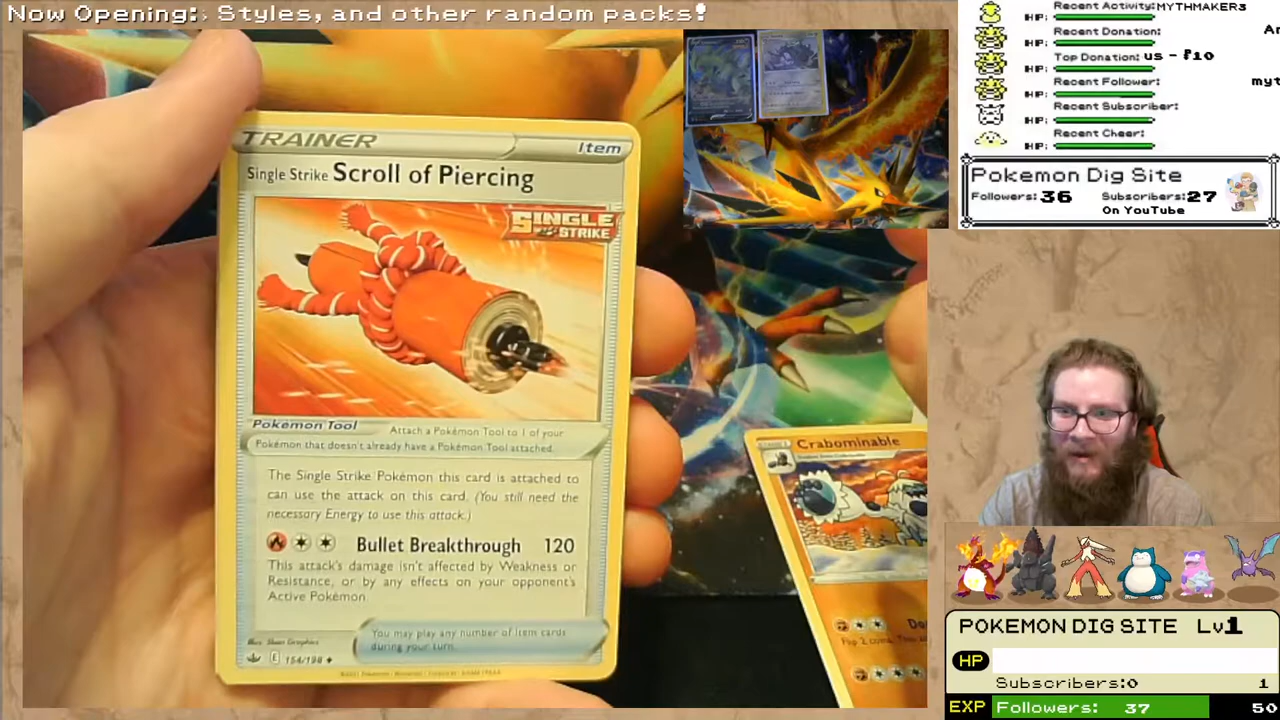 Now Opening: Styles, and other random packs!
TRAINER
Item
Single Strike Scroll of Piercing
SINGLE
STRIKE
Pokémon Tool
Attach a Pokémon Tool to 1 of your
Pokémon that doesn't already have a Pokémon Tool attached.
The Single Strike Pokémon this card is attached to
can use the attack on this card. (You still need the
necessary Energy to use this attack.)
Bullet Breakthrough 120
This attack's damage isn't affected by Weakness or
Resistance, or by any effects on your opponent's
Active Pokémon.
You may play any number of Item cards
during your turn.
154/198
Crabominable
Recent Activity: MYTHMAKER3
HP:
Recent Donation:
HP:
Top Donation: us - £10
HP:
Recent Follower: myt
HP:
Recent Subscriber:
HP:
Recent Cheer:
HP:
Pokemon Dig Site
Followers: 36 Subscribers: 27
On YouTube
POKEMON DIG SITE Lv1
HP
Subscribers:0 1
EXP Followers: 37 50